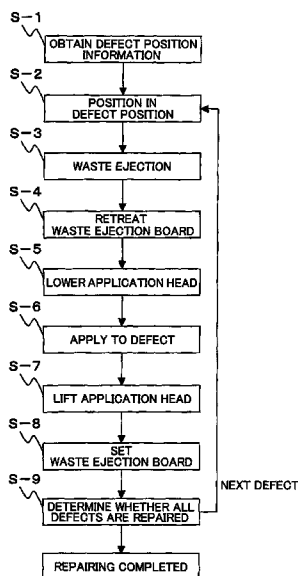 S-1
OBTAIN DEFECT POSITION
INFORMATION
S-2
POSITION IN
DEFECT POSITION
S-3
WASTE EJECTION
S-4
RETREAT
WASTE EJECTION BOARD
S-5
LOWER APPLICATION HEAD
S-6
APPLY TO DEFECT
S-7
LIFT APPLICATION HEAD
S-8
SET
WASTE EJECTION BOARD
S-9
DETERMINE WHETHER ALL
DEFECTS ARE REPAIRED
NEXT DEFECT
REPAIRING COMPLETED